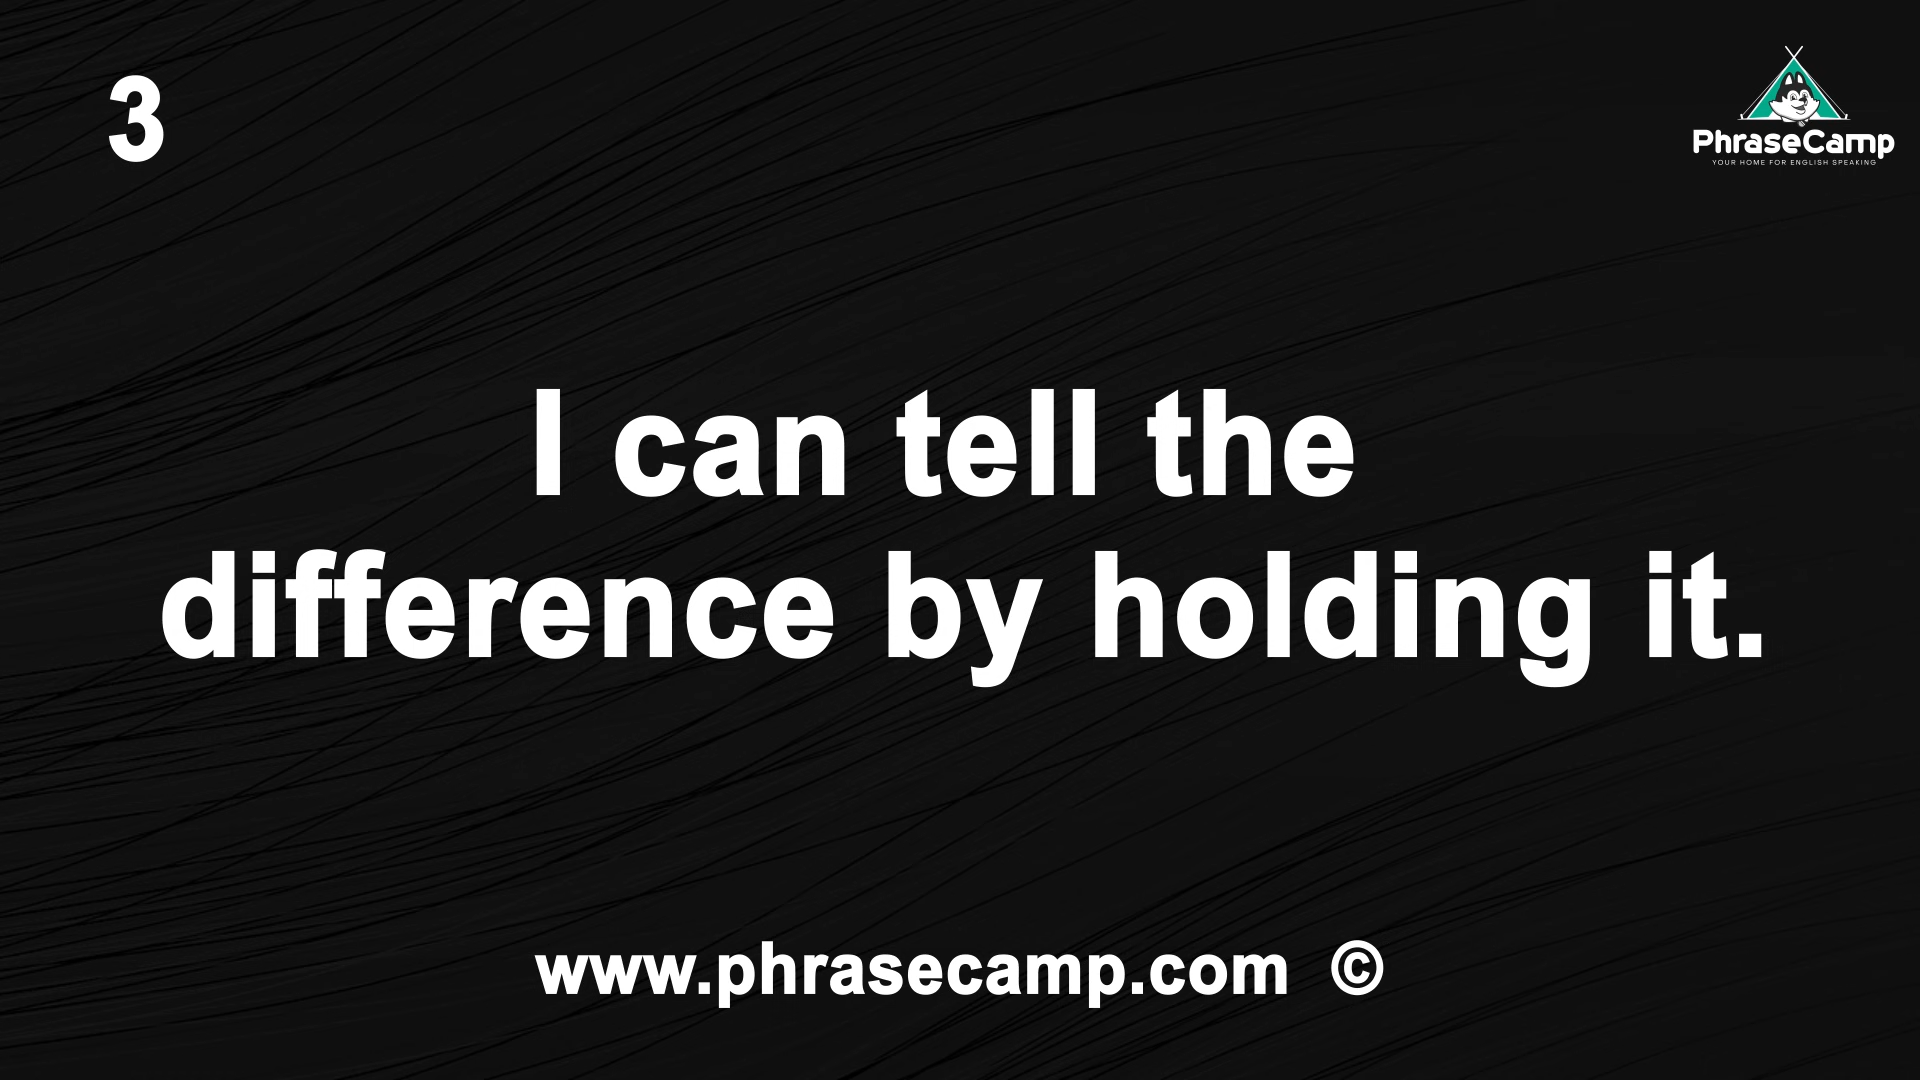 3
PhraseCamp
YOUR HOME FOR ENGLISH SPEAKING
I can tell the
difference by holding it.
www.phrasecamp.com ©